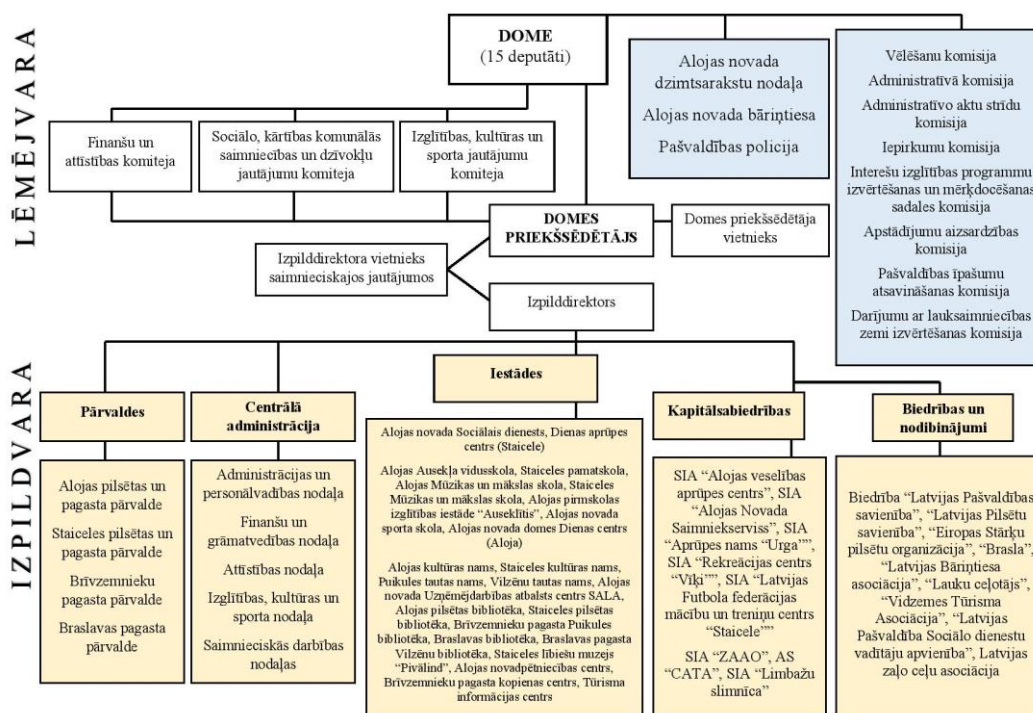 LĒMĒJVARA
DOME
(15 deputāti)
Alojas novada
dzimtsarakstu nodaļa
Alojas novada bāriņtiesa
Pašvaldības policija
Vēlēšanu komisija
Administratīvā komisija
Administratīvo aktu strīdu
komisija
Iepirkumu komisija
Interešu izglītības programmu
izvērtēšanas un mērķdocēšanas
sadales komisija
Apstādījumu aizsardzības
komisija
Pašvaldības īpašumu
atsavināšanas komisija
Darījumu ar lauksaimniecības
zemi izvērtēšanas komisija
Finanšu un
attīstības komiteja
Sociālo, kārtības komunālās
saimniecības un dzīvokļu
jautājumu komiteja
Izglītības, kultūras un
sporta jautājumu
komiteja
DOMES
PRIEKŠSĒDĒTĀJS
Domes priekšsēdētāja
vietnieks
Izpilddirektora vietnieks
saimnieciskajos jautājumos
Izpilddirektors
IZPILDVARA
Pārvaldes
Alojas pilsētas un
pagasta pārvalde
Staiceles pilsētas un
pagasta pārvalde
Brīvzemnieku
pagasta pārvalde
Braslavas pagasta
pārvalde
Centrālā
administrācija
Administrācijas un
personālvadības nodaļa
Finanšu un
grāmatvedības nodaļa
Attīstības nodaļa
Izglītības, kultūras un
sporta nodaļa
Saimnieciskās darbības
nodaļas
Iestādes
Alojas novada Sociālais dienests, Dienas aprūpes
centrs (Staicele)
Alojas Ausekļa vidusskola, Staiceles pamatskola,
Alojas Mūzikas un mākslas skola, Staiceles
Mūzikas un mākslas skola, Alojas pirmskolas
izglītības iestāde “Auseklītis”, Alojas novada
sporta skola, Alojas novada domes Dienas centrs
(Aloja)
Alojas kultūras nams, Staiceles kultūras nams,
Puikules tautas nams, Vilzēnu tautas nams, Alojas
novada Uzņēmējdarbības atbalsts centrs SALA,
Alojas pilsētas bibliotēka, Staiceles pilsētas
bibliotēka, Brīvzemnieku pagasta Puikules
bibliotēka, Braslavas bibliotēka, Braslavas pagasta
Vilzēnu bibliotēka, Staiceles lībiešu muzejs
“Pivālind”, Alojas novadpētniecības centrs,
Brīvzemnieku pagasta kopienas centrs, Tūrisma
informācijas centrs
Kapitālsabiedrības
SIA “Alojas veselības
aprūpes centrs”, SIA
“Alojas Novada
Saimniekserviss”, SIA
“Aprūpes nams “Urga””,
SIA “Rekreācijas centrs
“Vīķi””, SIA “Latvijas
Futbola federācijas
mācību un treniņu centrs
“Staicele””
SIA “ZAAO”, AS
“CATA”, SIA “Limbažu
slimnīca”
Biedrības un
nodibinājumi
Biedrība “Latvijas Pašvaldības
savienība”, “Latvijas Pilsētu
savienība”, “Eiropas Stārķu
pilsētu organizācija”, “Brasla”,
“Latvijas Bāriņtiesa
asociācija”, “Lauku ceļotājs”,
“Vidzemes Tūrisma
Asociācija”, “Latvijas
Pašvaldība Sociālo dienestu
vadītāju apvienība”, Latvijas
zaļo ceļu asociācija